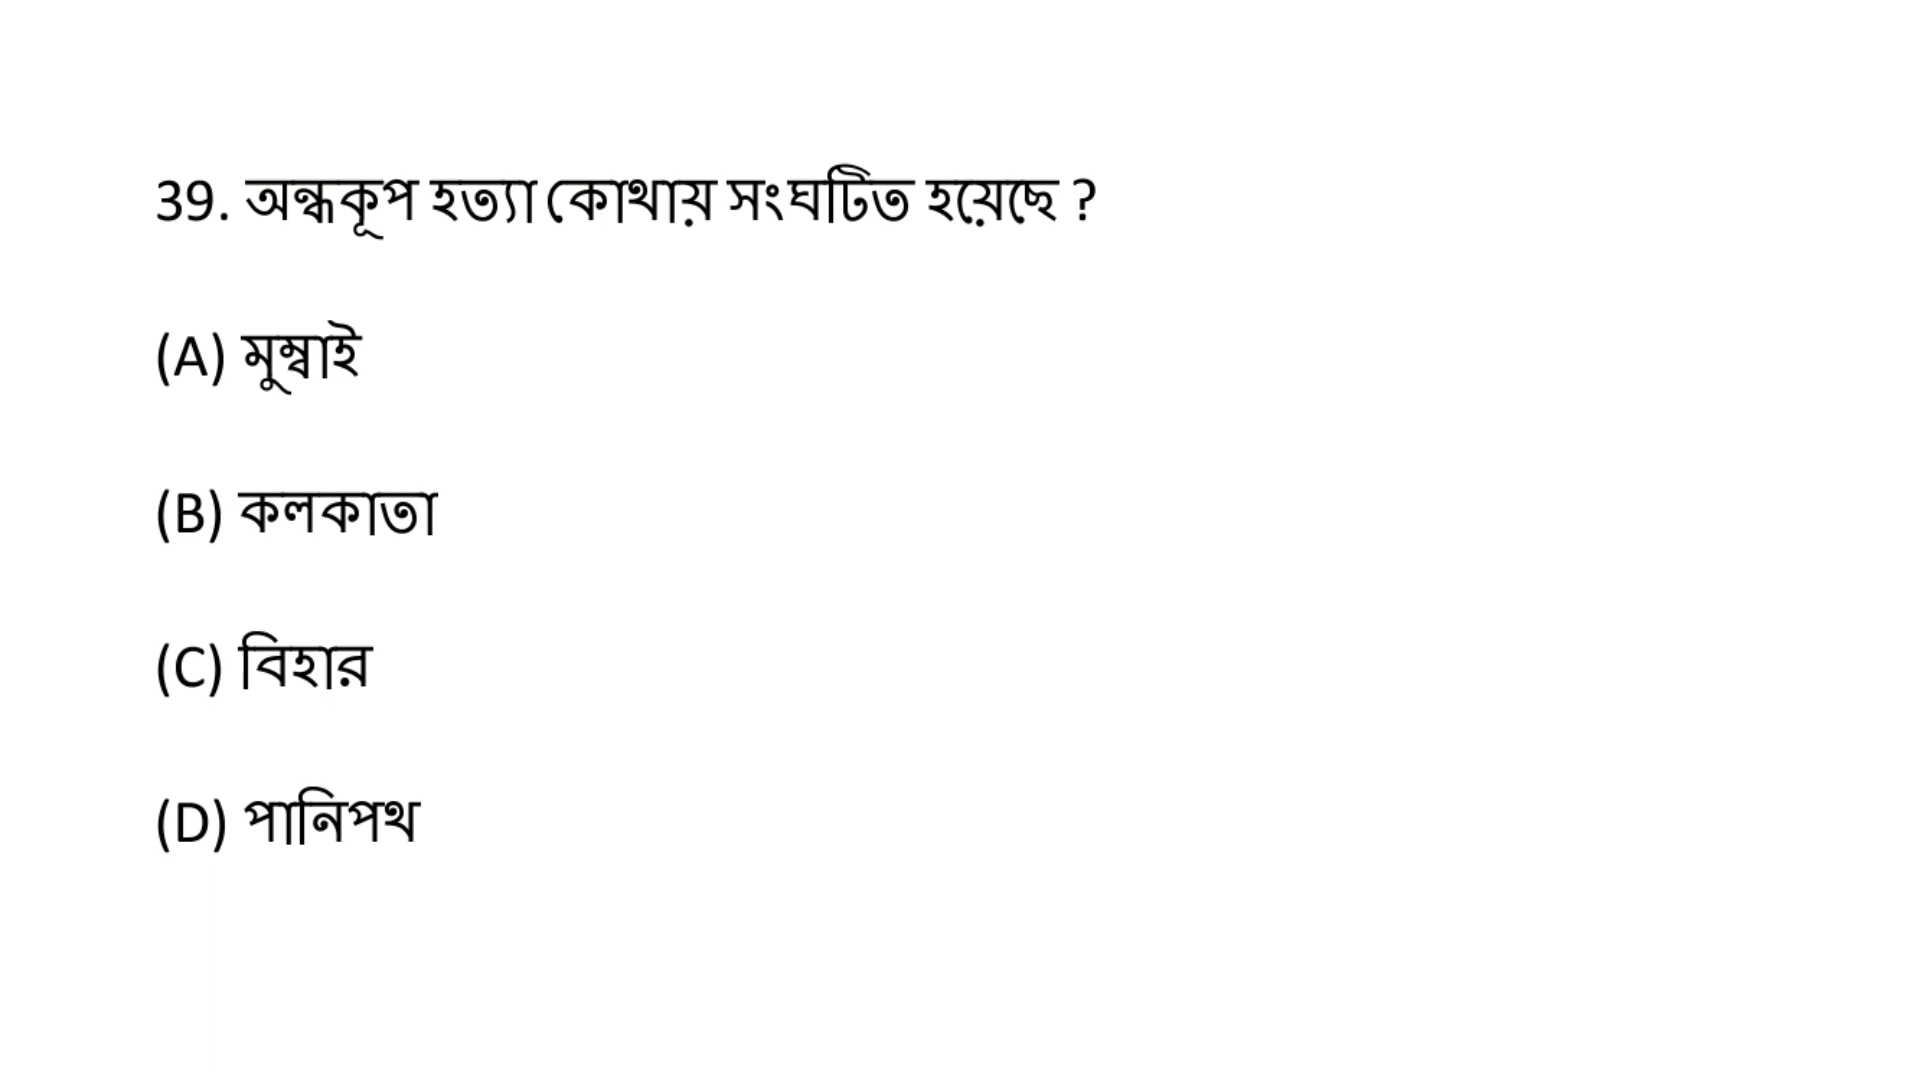 39. অন্ধকূপ হত্যা কোথায় সংঘটিত হয়েছে ?
(A) মুম্বাই
(B) কলকাতা
(C) বিহার
(D) পানিপথ